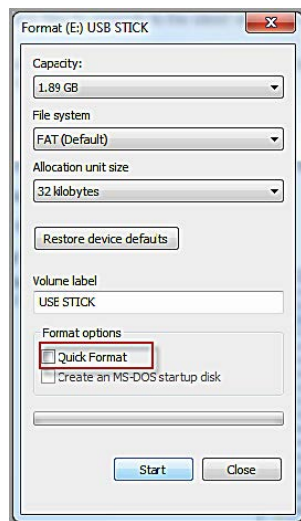 Format (E:) USB STICK
Capacity:
1.89 GB
File system
FAT (Default)
Allocation unit size
32 kilobytes
Restore device defaults
Volume label
USB STICK
Format options
Quick Format
Create an MS-DOS startup disk
Start
Close